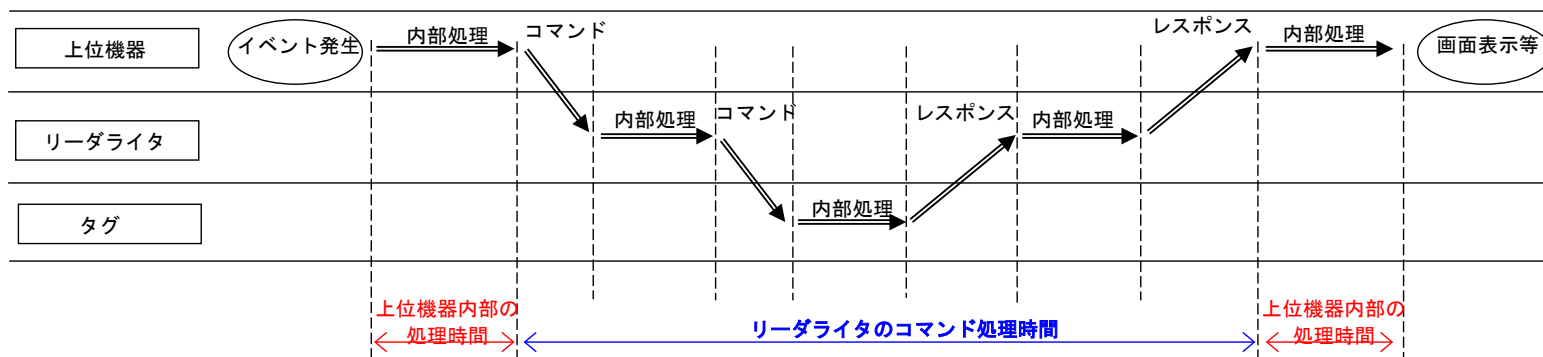 レスポンス
コマンド
上位機器
イベント発生
内部処理
内部処理
画面表示等
リーダライタ
内部処理
コマンド
レスポンス
内部処理
タグ
内部処理
上位機器内部の
処理時間
リーダライタのコマンド処理時間
上位機器内部の
処理時間